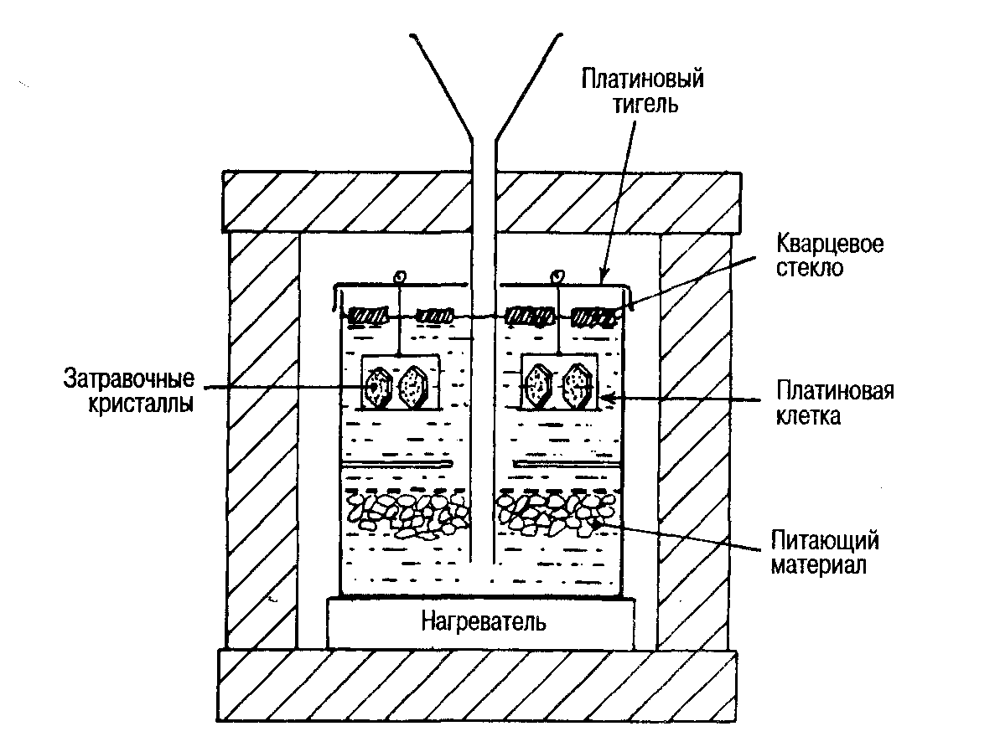 Платиновый
тигель
Кварцевое
стекло
Затравочные
кристаллы
Платиновая
клетка
Питающий
материал
Нагреватель